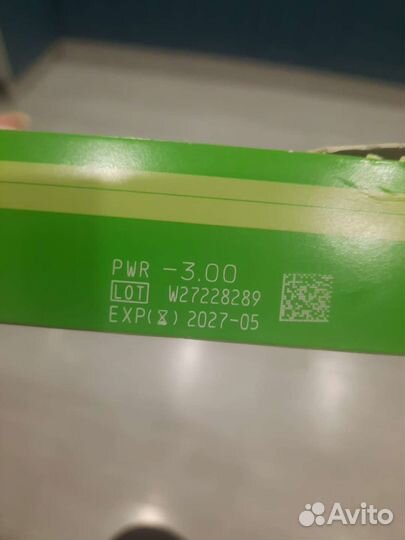 PWR -3.00
LOT W27228289
EXP(⌛) 2027-05
Avito